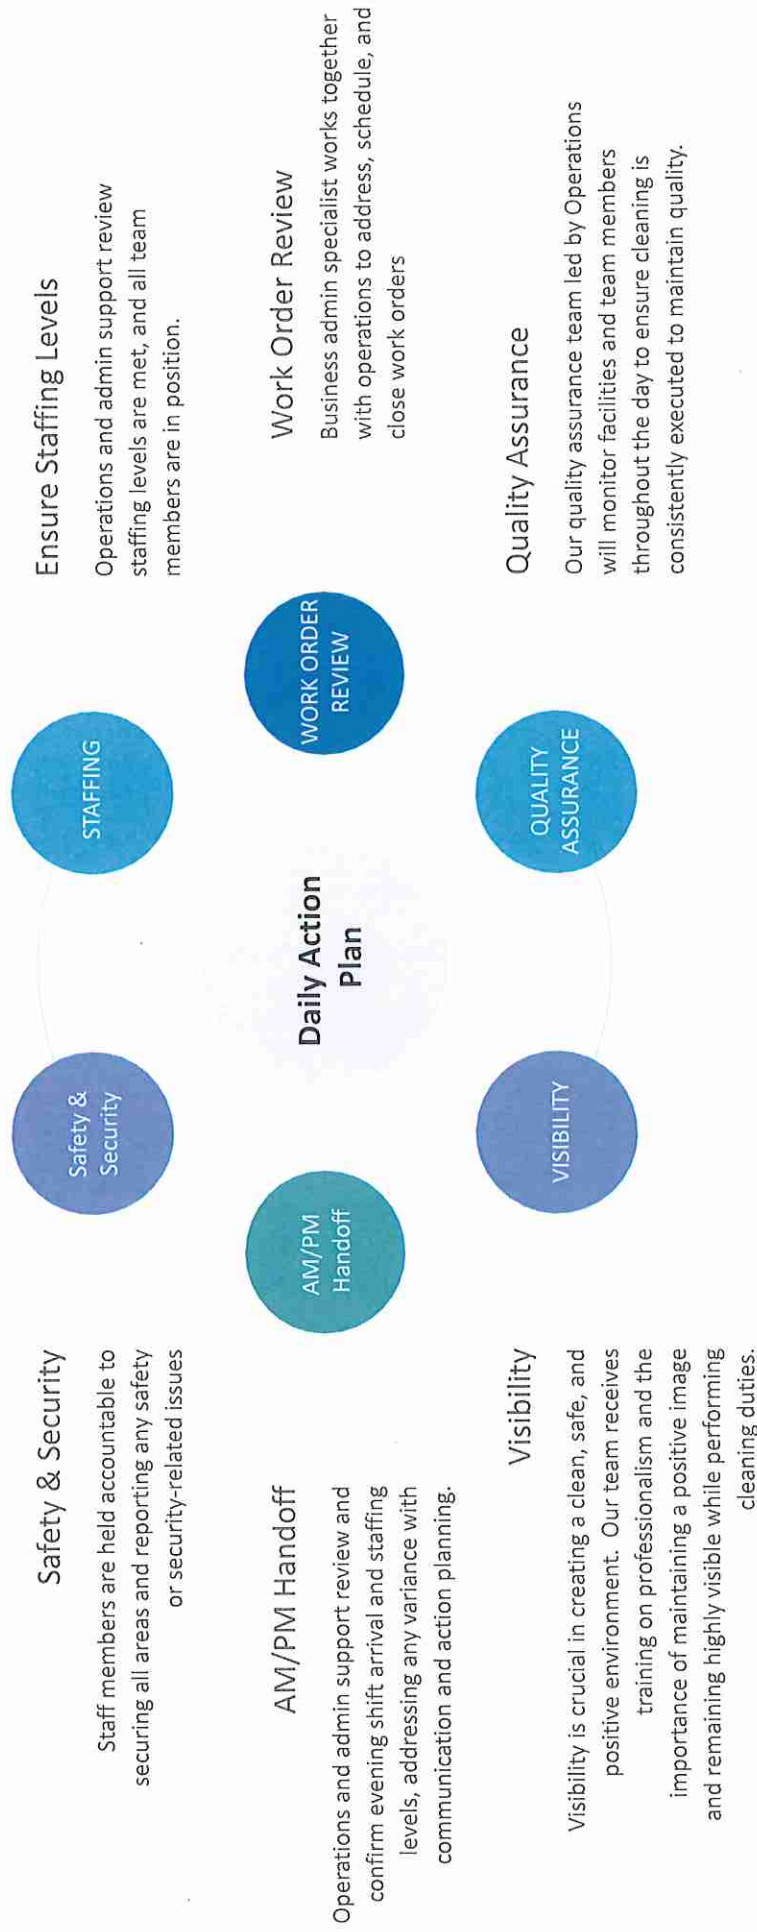 Safety & Security
Staff members are held accountable to
securing all areas and reporting any safety
or security-related issues
AM/PM Handoff
Operations and admin support review and
confirm evening shift arrival and staffing
levels, addressing any variance with
communication and action planning.
Visibility
Visibility is crucial in creating a clean, safe, and
positive environment. Our team receives
training on professionalism and the
importance of maintaining a positive image
and remaining highly visible while performing
cleaning duties.
Safety &
Security
STAFFING
AM/PM
Handoff
Daily Action
Plan
WORK ORDER
REVIEW
VISIBILITY
QUALITY
ASSURANCE
Ensure Staffing Levels
Operations and admin support review
staffing levels are met, and all team
members are in position.
Work Order Review
Business admin specialist works together
with operations to address, schedule, and
close work orders
Quality Assurance
Our quality assurance team led by Operations
will monitor facilities and team members
throughout the day to ensure cleaning is
consistently executed to maintain quality.